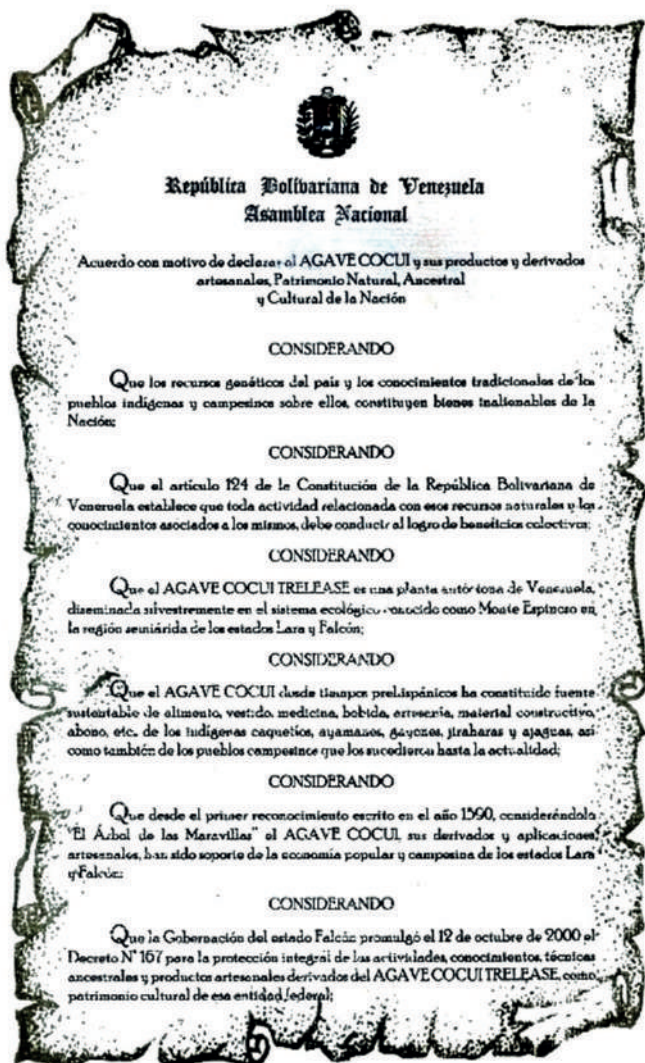 República Bolivariana de Venezuela
Asamblea Nacional
Acuerdo con motivo de declarar al AGAVE COCUI y sus productos y derivados
artesanales, Patrimonio Natural, Ancestral
y Cultural de la Nación
CONSIDERANDO
Que los recursos genéticos del país y los conocimientos tradicionales de los
pueblos indígenas y campesinos sobre ellos, constituyen bienes inalienables de la
Nación;
CONSIDERANDO
Que el artículo 124 de la Constitución de la República Bolivariana de
Venezuela establece que toda actividad relacionada con esos recursos naturales y los
conocimientos asociados a los mismos, debe conducir al logro de beneficios colectivos;
CONSIDERANDO
Que el AGAVE COCUI TRELEASE es una planta autóctona de Venezuela,
diseminada silvestremente en el sistema ecológico conocido como Monte Espinoso en
la región semiárida de los estados Lara y Falcón;
CONSIDERANDO
Que el AGAVE COCUI desde tiempos prehispánicos ha constituido fuente
sustentable de alimento, vestido, medicina, bebida, artesanía, material constructivo,
abono, etc. de los indígenas caquetíos, ayamanes, gayones, jiraharas y ajaguas, así
como también de los pueblos campesinos que los sucedieron hasta la actualidad;
CONSIDERANDO
Que desde el primer reconocimiento escrito en el año 1590, considerándola
"El Árbol de las Maravillas" el AGAVE COCUI, sus derivados y aplicaciones
artesanales, han sido soporte de la economía popular y campesina de los estados Lara
y Falcón;
CONSIDERANDO
Que la Gobernación del estado Falcón promulgó el 12 de octubre de 2000 el
Decreto N° 167 para la protección integral de las actividades, conocimientos, técnicas
ancestrales y productos artesanales derivados del AGAVE COCUI TRELEASE, como
patrimonio cultural de esa entidad federal;